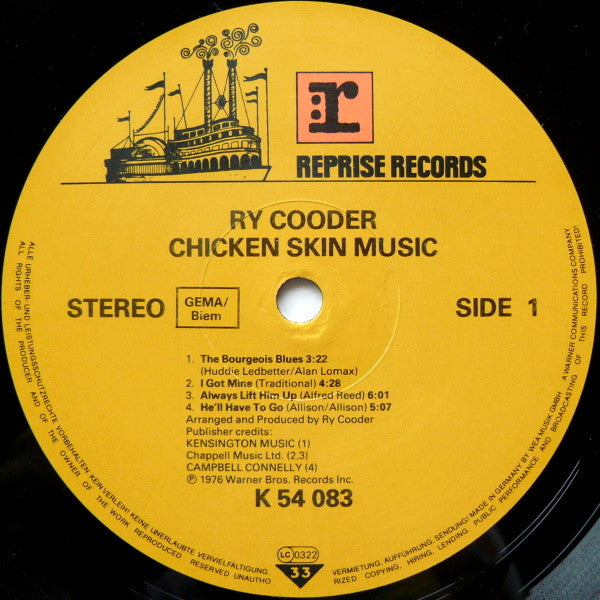 r
REPRISE RECORDS
RY COODER
CHICKEN SKIN MUSIC
STEREO
GEMA/
Biem
SIDE 1
1. The Bourgeois Blues 3:22
(Huddie Ledbetter/Alan Lomax)
2. I Got Mine (Traditional) 4:28
3. Always Lift Him Up (Alfred Reed) 6:01
4. He'll Have To Go (Allison/Allison) 5:07
Arranged and Produced by Ry Cooder
Publisher credits:
KENSINGTON MUSIC (1)
Chappell Music Ltd. (2,3)
CAMPBELL CONNELLY (4)
℗ 1976 Warner Bros. Records Inc.
K 54 083
LC 0322
33
ALLE URHEBER- UND LEISTUNGSSCHUTZRECHTE VORBEHALTEN. KEIN VERLEIH! KEINE UNERLAUBTE VERVIELFÄLTIGUNG, VERMIETUNG, AUFFÜHRUNG, SENDUNG! MADE IN GERMANY BY WEA MUSIK GMBH A WARNER COMMUNICATIONS COMPANY
ALL RIGHTS OF THE PRODUCER AND OF THE OWNER OF THE WORK REPRODUCED RESERVED UNAUTHO RIZED COPYING, HIRING, LENDING, PUBLIC PERFORMANCE AND BROADCASTING OF THIS RECORD PROHIBITED!